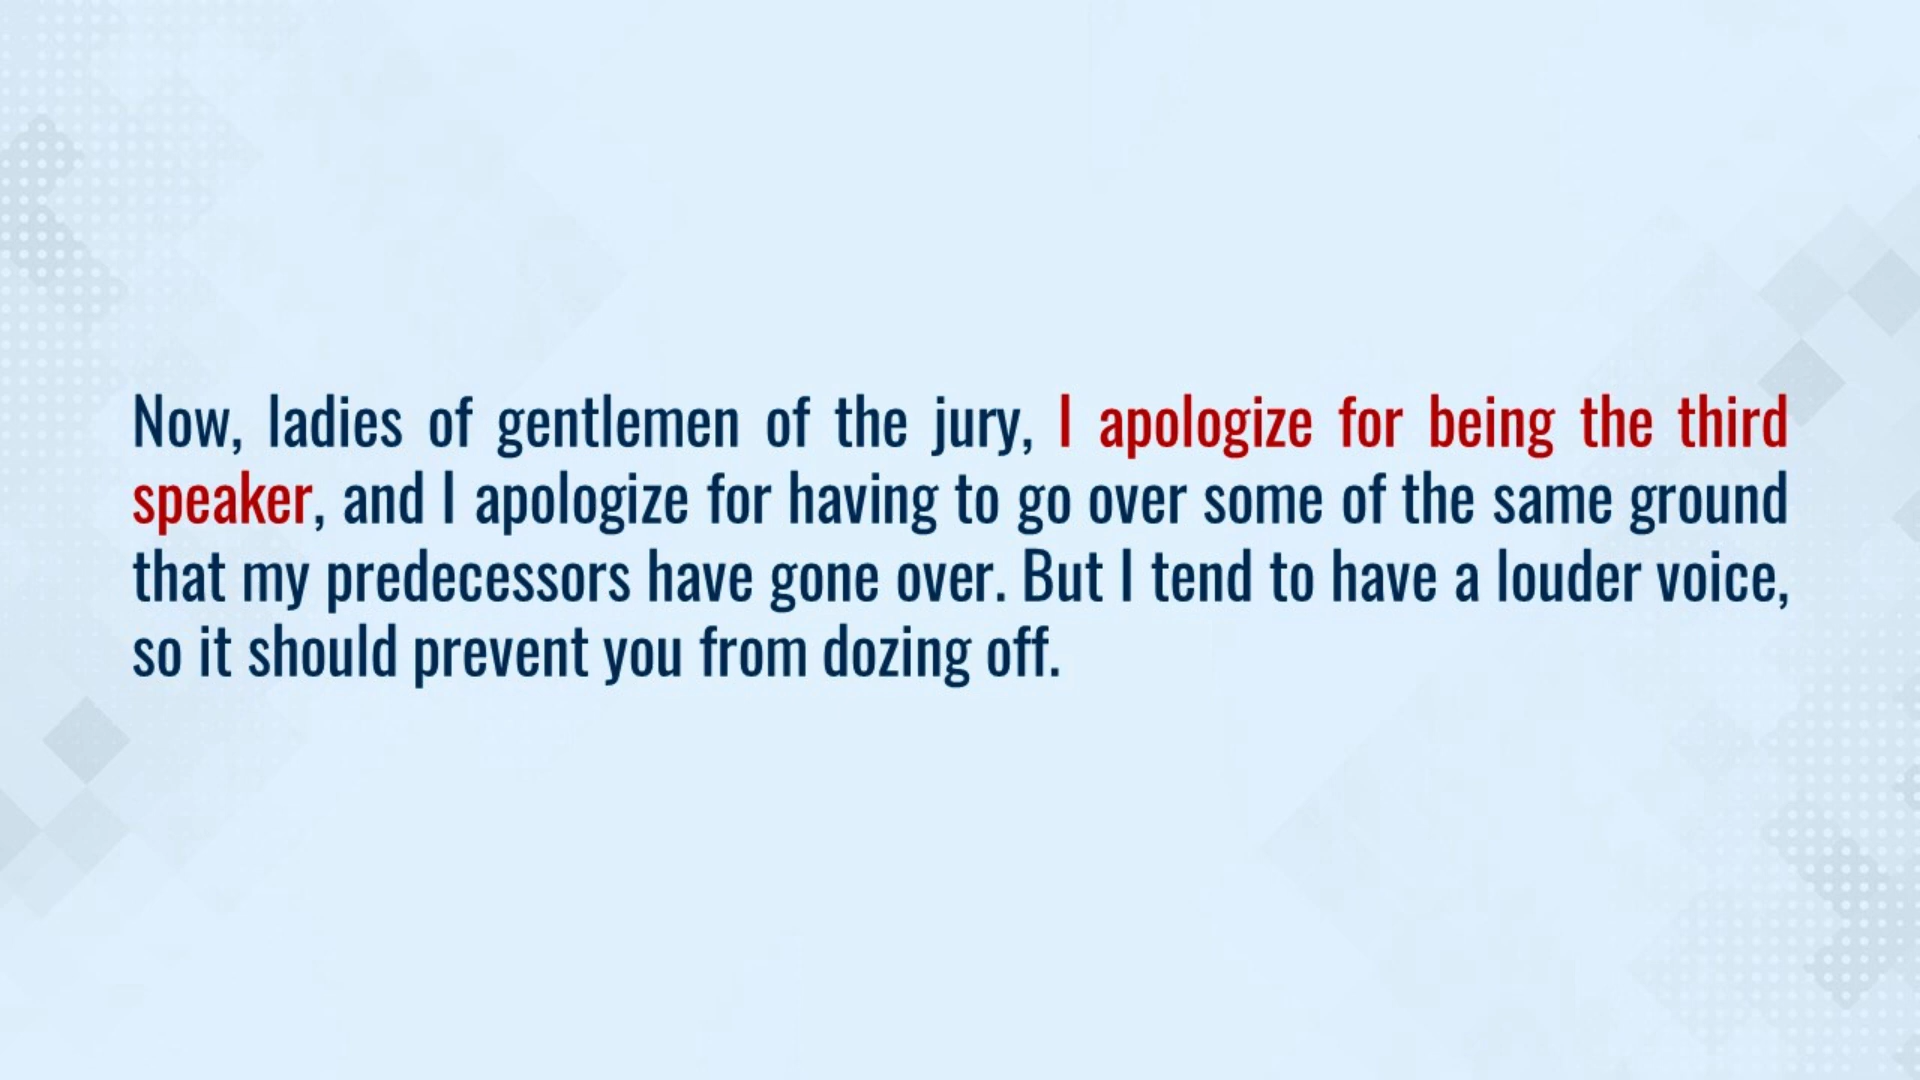 Now, ladies of gentlemen of the jury, I apologize for being the third
speaker, and I apologize for having to go over some of the same ground
that my predecessors have gone over. But I tend to have a louder voice,
so it should prevent you from dozing off.